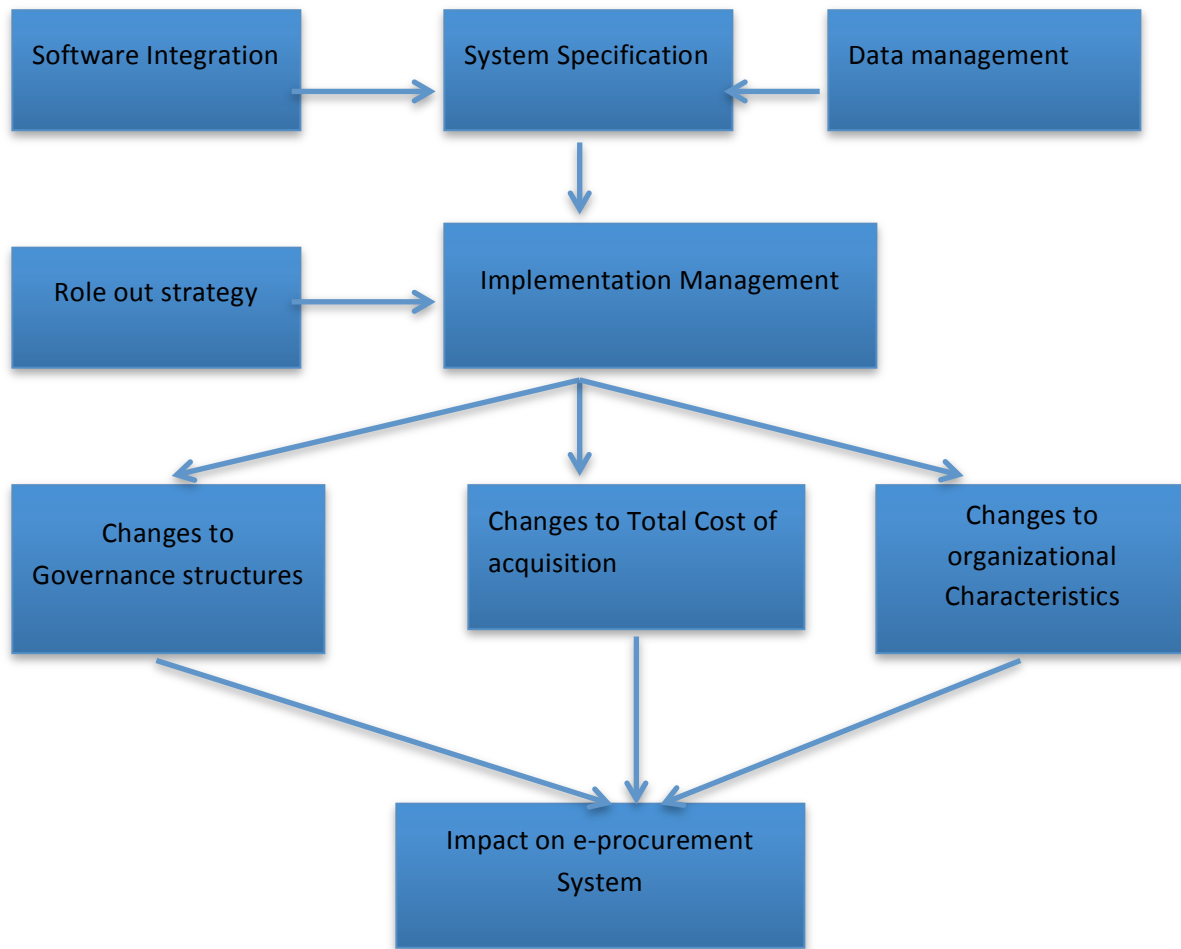 Software Integration
System Specification
Data management
Role out strategy
Implementation Management
Changes to
Governance structures
Changes to Total Cost of
acquisition
Changes to
organizational
Characteristics
Impact on e-procurement
System